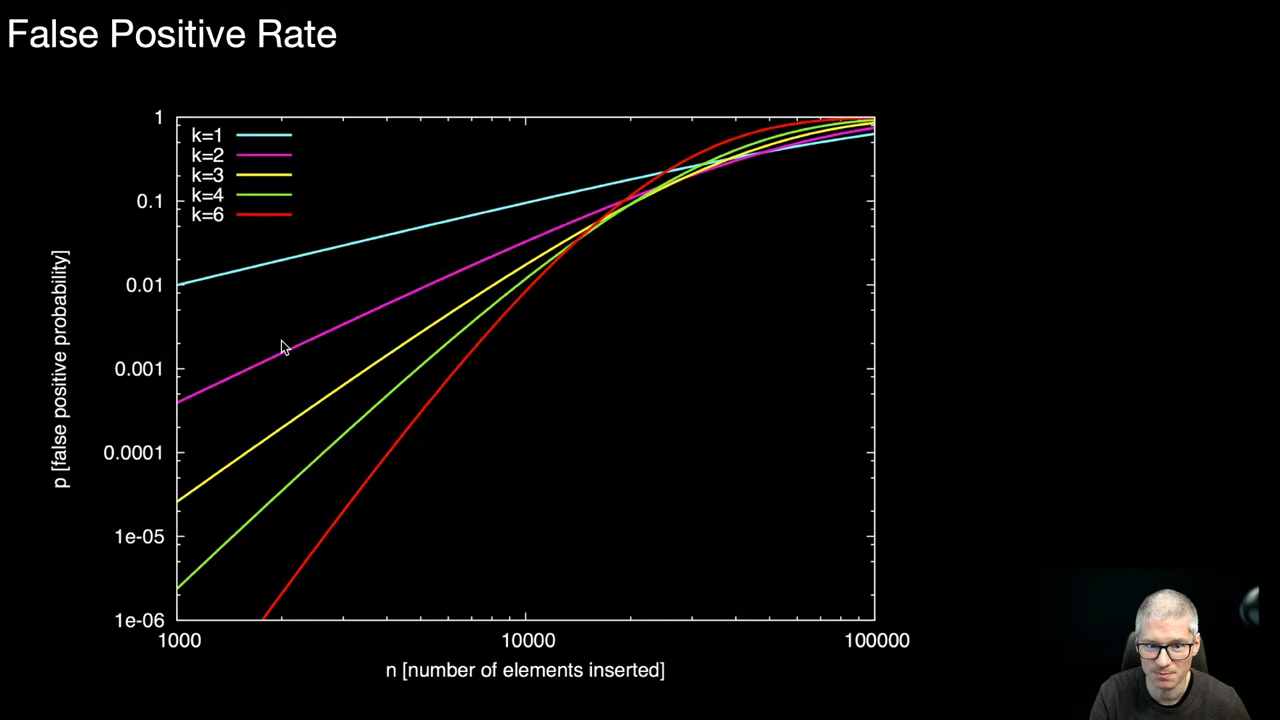 False Positive Rate
1
k=1
k=2
k=3
k=4
k=6
0.1
0.01
0.001
0.0001
1e-05
1e-06
p [false positive probability]
1000
10000
100000
n [number of elements inserted]